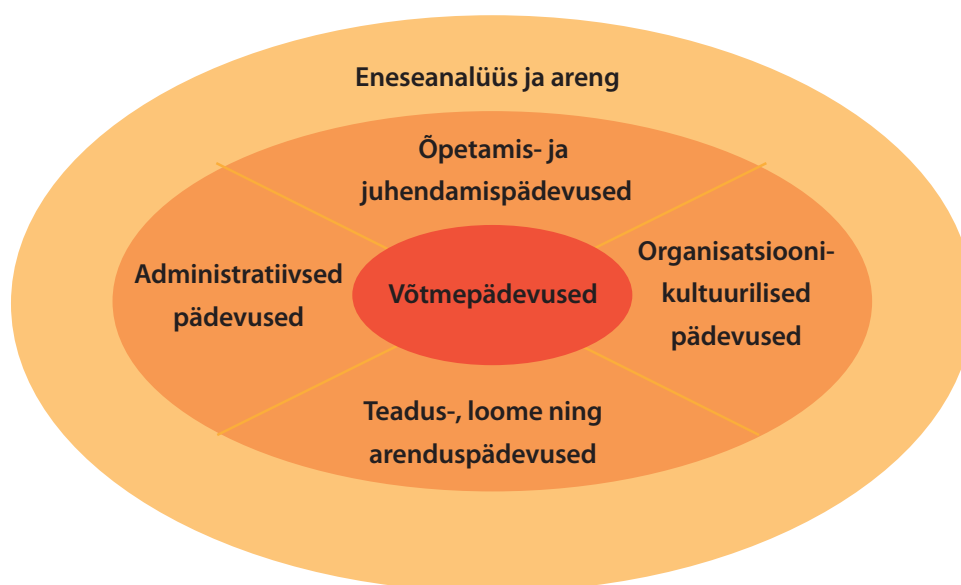 Eneseanalüüs ja areng
Õpetamis- ja
juhendamispädevused
Administratiivsed
pädevused
Võtmepädevused
Organisatsiooni-
kultuurilised
pädevused
Teadus-, loome ning
arenduspädevused